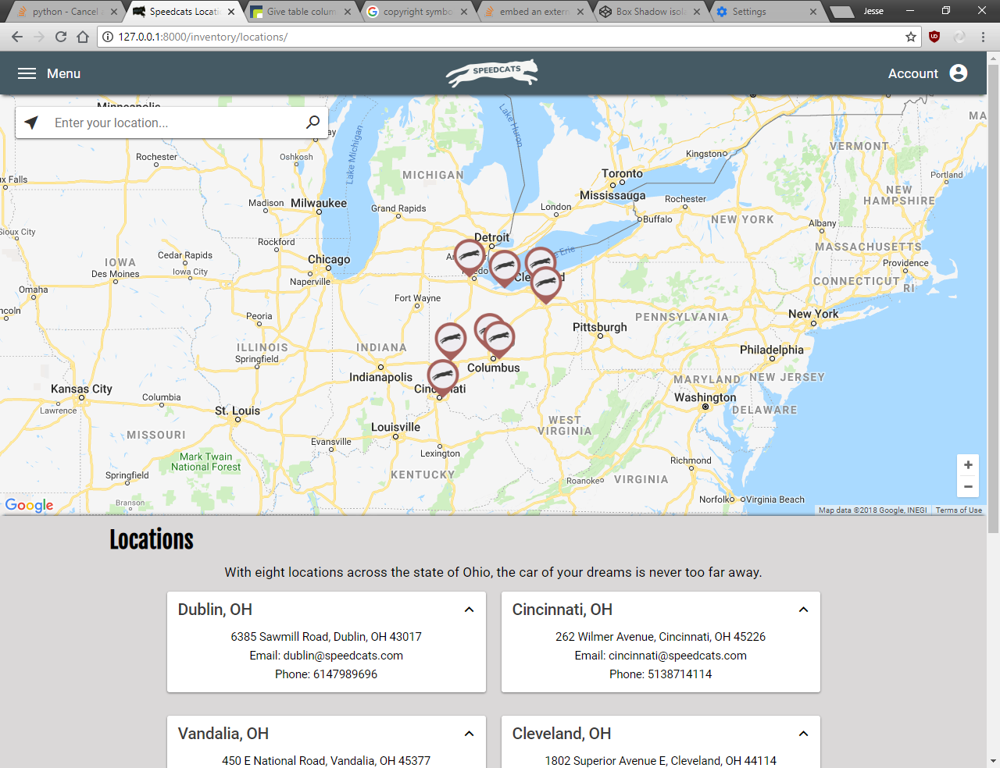 python - Cancel
Speedcats Locati
Give table colum
copyright symbo
embed an extern
Box Shadow isol
Settings
Jesse
127.0.0.1:8000/inventory/locations/
Menu
SPEEDCATS
Account
Enter your location...
Minneapolis
Rochester
Oshkosh
Lake Michigan
Lake Huron
MICHIGAN
Kingston
VERMONT
MA
Toronto
Mississauga
Portland
NEW
HAMPSHIRE
ux Falls
Madison
Milwaukee
Grand Rapids
London
Rochester
Buffalo
NEW YORK
Albany
Sioux City
Rockford
Detroit
MASSACHUSETTS
IOWA
Cedar Rapids
Chicago
Providence
Des Moines
Iowa City
Naperville
CONNECTICUT
RI
Omaha
Fort Wayne
ncoln
Peoria
PENNSYLVANIA
New York
Pittsburgh
ILLINOIS
INDIANA
Philadelphia
Springfield
Columbus
Indianapolis
MARYLAND
NEW JERSEY
Kansas City
Columbia
Cincinnati
Washington
Lawrence
St. Louis
DELAWARE
MISSOURI
Louisville
WEST
VIRGINIA
Evansville
Lexington
Mark Twain
National Forest
KENTUCKY
Richmond
Springfield
Roanoke
VIRGINIA
Branson
Norfolk
Virginia Beach
+
−
Google
Map data ©2018 Google, INEGI
Terms of Use
Locations
With eight locations across the state of Ohio, the car of your dreams is never too far away.
Dublin, OH
6385 Sawmill Road, Dublin, OH 43017
Email: dublin@speedcats.com
Phone: 6147989696
Cincinnati, OH
262 Wilmer Avenue, Cincinnati, OH 45226
Email: cincinnati@speedcats.com
Phone: 5138714114
Vandalia, OH
450 E National Road, Vandalia, OH 45377
Cleveland, OH
1802 Superior Avenue E, Cleveland, OH 44114